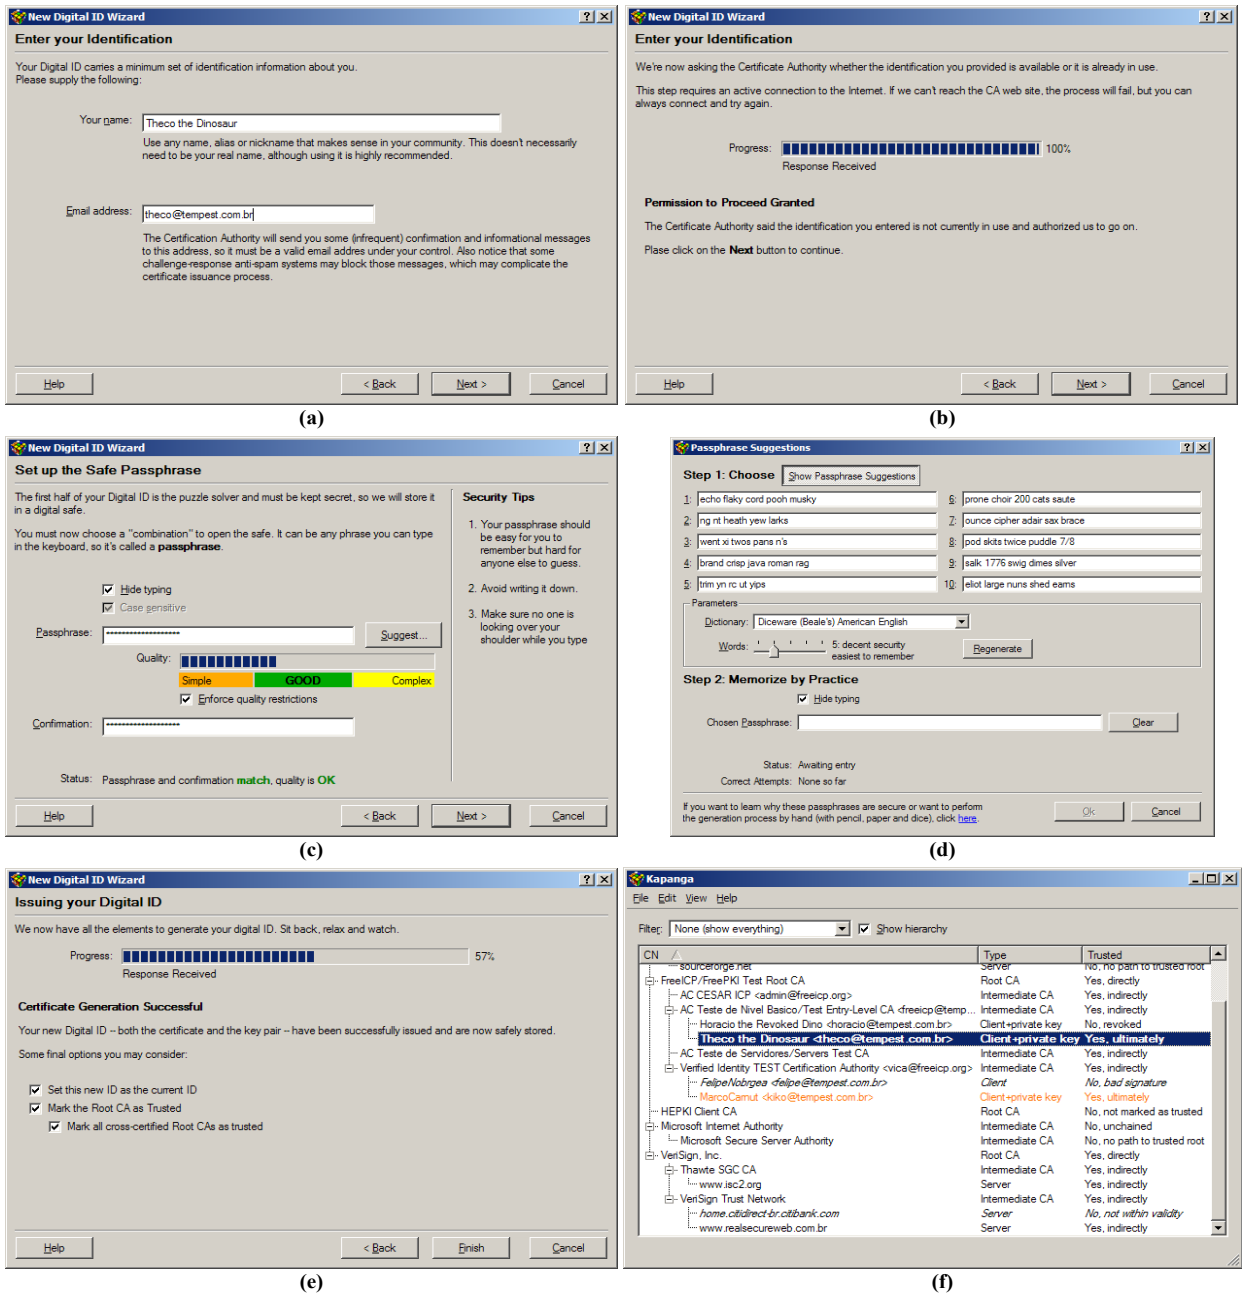 New Digital ID Wizard
Enter your Identification
Your Digital ID carries a minimum set of identification information about you.
Please supply the following:
Your name: Theco the Dinosaur
Use any name, alias or nickname that makes sense in your community. This doesn't necessarily
need to be your real name, although using it is highly recommended.
Email address: theco@tempest.com.br
The Certification Authority will send you some (infrequent) confirmation and informational messages
to this address, so it must be a valid email addres under your control. Also notice that some
challenge-response anti-spam systems may block those messages, which may complicate the
certificate issuance process.
Help < Back Next > Cancel
(a)
New Digital ID Wizard
Enter your Identification
We're now asking the Certificate Authority whether the identification you provided is available or it is already in use.
This step requires an active connection to the Internet. If we can't reach the CA web site, the process will fail, but you can
always connect and try again.
Progress: 100%
Response Received
Permission to Proceed Granted
The Certificate Authority said the identification you entered is not currently in use and authorized us to go on.
Plase click on the Next button to continue.
Help < Back Next > Cancel
(b)
New Digital ID Wizard
Set up the Safe Passphrase
The first half of your Digital ID is the puzzle solver and must be kept secret, so we will store it
in a digital safe.
You must now choose a "combination" to open the safe. It can be any phrase you can type
in the keyboard, so it's called a passphrase.
Hide typing
Case sensitive
Passphrase: ******************* Suggest...
Quality:
Simple GOOD Complex
Enforce quality restrictions
Confirmation: *******************
Status: Passphrase and confirmation match, quality is OK
Security Tips
1. Your passphrase should
be easy for you to
remember but hard for
anyone else to guess.
2. Avoid writing it down.
3. Make sure no one is
looking over your
shoulder while you type
Help < Back Next > Cancel
(c)
Passphrase Suggestions
Step 1: Choose Show Passphrase Suggestions
1: echo flaky cord pooh musky
2: ng nt heath yew larks
3: went xi twos pans n's
4: brand crisp java roman rag
5: trim yn rc ut yips
6: prone choir 200 cats saute
7: ounce cipher adair sax brace
8: pod skits twice puddle 7/8
9: salk 1776 swig dimes silver
10: eliot large nuns shed earns
Parameters
Dictionary: Diceware (Beale's) American English
Words: 5: decent security
easiest to remember
Regenerate
Step 2: Memorize by Practice
Hide typing
Chosen Passphrase: Clear
Status: Awaiting entry
Correct Attempts: None so far
If you want to learn why these passphrases are secure or want to perform
the generation process by hand (with pencil, paper and dice), click here.
Ok Cancel
(d)
New Digital ID Wizard
Issuing your Digital ID
We now have all the elements to generate your digital ID. Sit back, relax and watch.
Progress: 57%
Response Received
Certificate Generation Successful
Your new Digital ID -- both the certificate and the key pair -- have been successfully issued and are now safely stored.
Some final options you may consider:
Set this new ID as the current ID
Mark the Root CA as Trusted
Mark all cross-certified Root CAs as trusted
Help < Back Finish Cancel
(e)
Kapanga
File Edit View Help
Filter: None (show everything) Show hierarchy
CN Type Trusted
sourceforge.net Server No, no path to trusted root
FreeICP/FreePKI Test Root CA Root CA Yes, directly
AC CESAR ICP <admin@freeicp.org> Intermediate CA Yes, indirectly
AC Teste de Nivel Basico/Test Entry-Level CA <freeicp@temp... Intermediate CA Yes, indirectly
Horacio the Revoked Dino <horacio@tempest.com.br> Client+private key No, revoked
Theco the Dinosaur <theco@tempest.com.br> Client+private key Yes, ultimately
AC Teste de Servidores/Servers Test CA Intermediate CA Yes, indirectly
Verified Identity TEST Certification Authority <vica@freeicp.org> Intermediate CA Yes, indirectly
FelipeNobrgea <felipe@tempest.com.br> Client No, bad signature
MarcoCarnut <kiko@tempest.com.br> Client+private key Yes, ultimately
HEPKI Client CA Root CA No, not marked as trusted
Microsoft Internet Authority Intermediate CA No, unchained
Microsoft Secure Server Authority Intermediate CA No, no path to trusted root
VeriSign, Inc. Root CA Yes, directly
Thawte SGC CA Intermediate CA Yes, indirectly
www.isc2.org Server Yes, indirectly
VeriSign Trust Network Intermediate CA Yes, indirectly
home.citidirect-br.citibank.com Server No, not within validity
www.realsecureweb.com.br Server Yes, indirectly
(f)